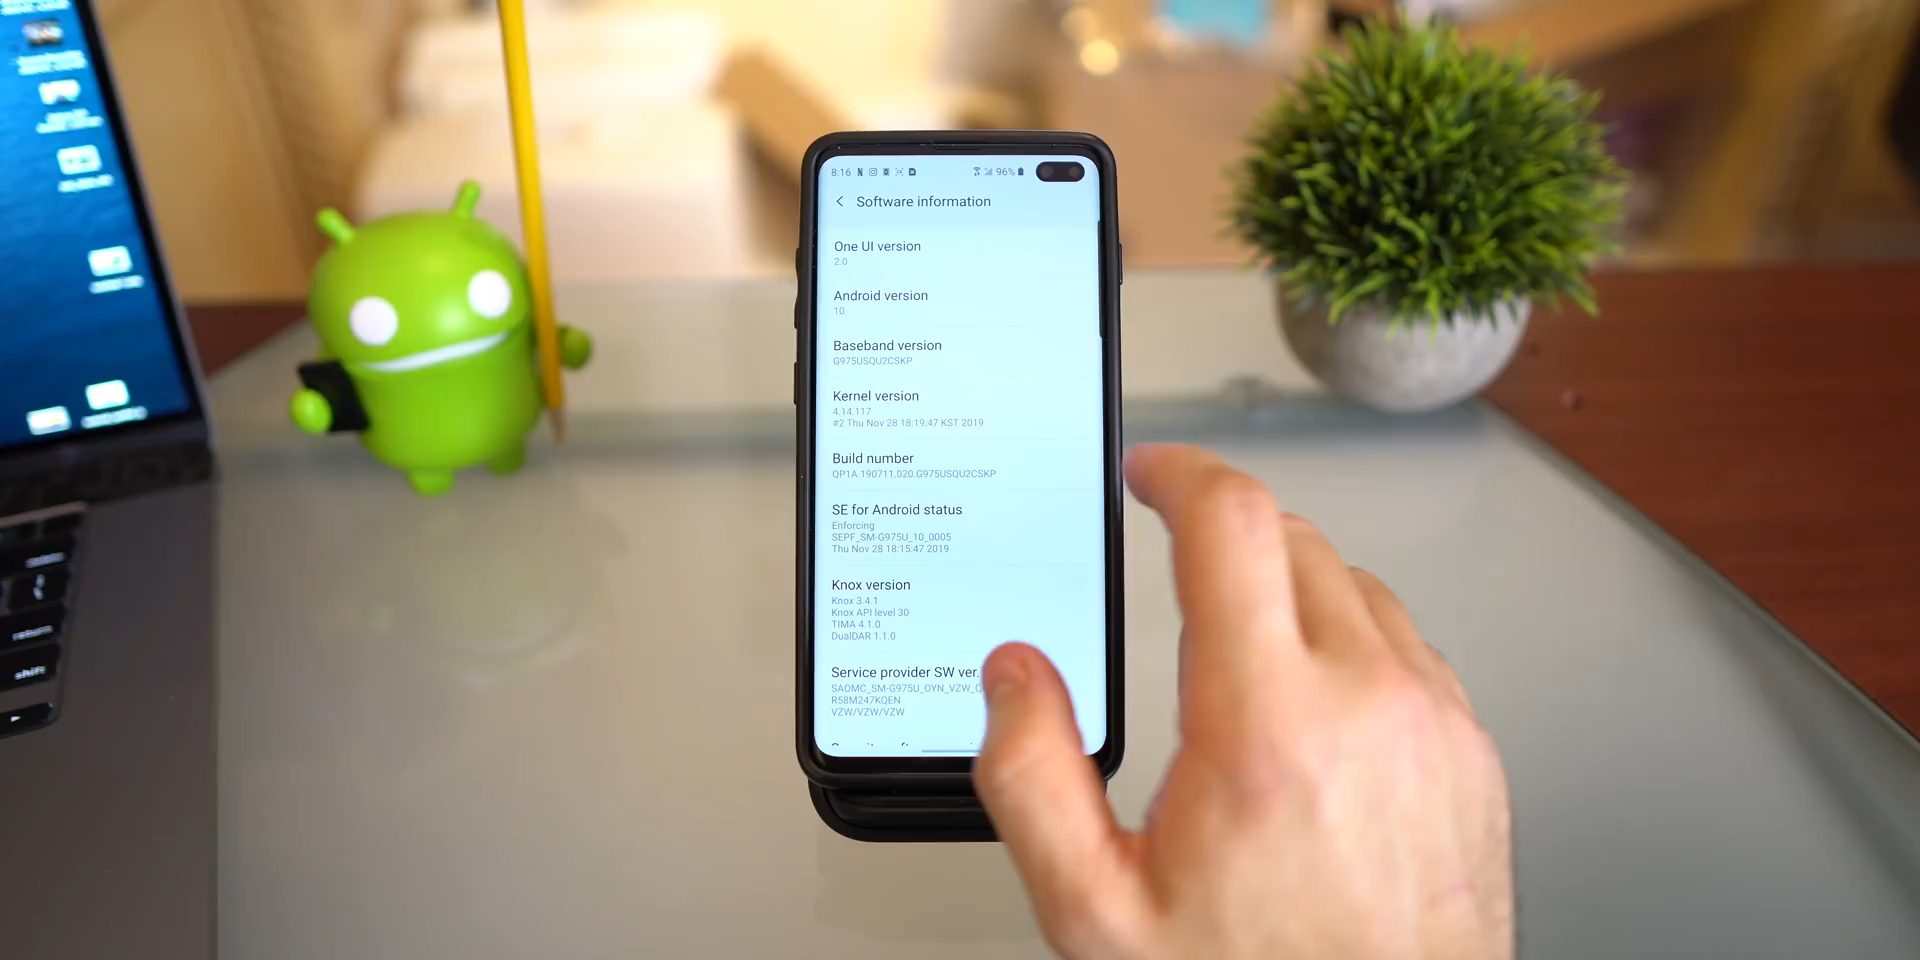 8:16 96%
Software information
One UI version
2.0
Android version
10
Baseband version
G975USQU2CSKP
Kernel version
4.14.117
#2 Thu Nov 28 18:19:47 KST 2019
Build number
QP1A.190711.020.G975USQU2CSKP
SE for Android status
Enforcing
SEPF_SM-G975U_10_0005
Thu Nov 28 18:15:47 2019
Knox version
Knox 3.4.1
Knox API level 30
TIMA 4.1.0
DualDAR 1.1.0
Service provider SW ver.
SAOMC_SM-G975U_OYN_VZW_Q
R58M247KQEN
VZW/VZW/VZW
return
shift